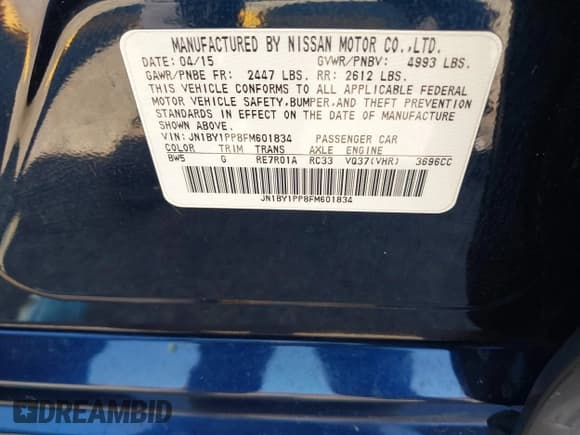 MANUFACTURED BY NISSAN MOTOR CO.,LTD.
DATE: 04/15 GVWR/PNBV: 4993 LBS.
GAWR/PNBE FR: 2447 LBS. RR: 2612 LBS.
THIS VEHICLE CONFORMS TO ALL APPLICABLE FEDERAL
MOTOR VEHICLE SAFETY,BUMPER,AND THEFT PREVENTION
STANDARDS IN EFFECT ON THE DATE OF MANUFACTURE
SHOWN ABOVE.
VIN: JN1BY1PP8FM601834 PASSENGER CAR
COLOR TRIM TRANS AXLE ENGINE
BW5 G RE7R01A RC33 VQ37(VHR) 3696CC
JN1BY1PP8FM601834
DREAMBID